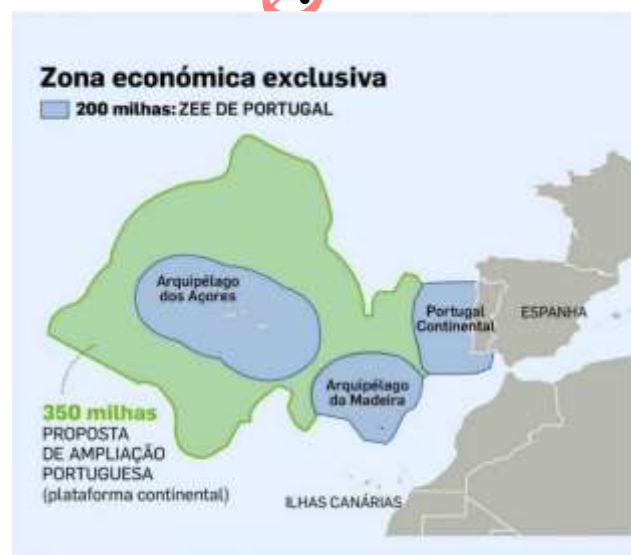 Zona económica exclusiva
200 milhas: ZEE DE PORTUGAL
Arquipélago
dos Açores
Portugal
Continental
ESPANHA
Arquipélago
da Madeira
350 milhas
PROPOSTA
DE AMPLIAÇÃO
PORTUGUESA
(plataforma continental)
ILHAS CANÁRIAS